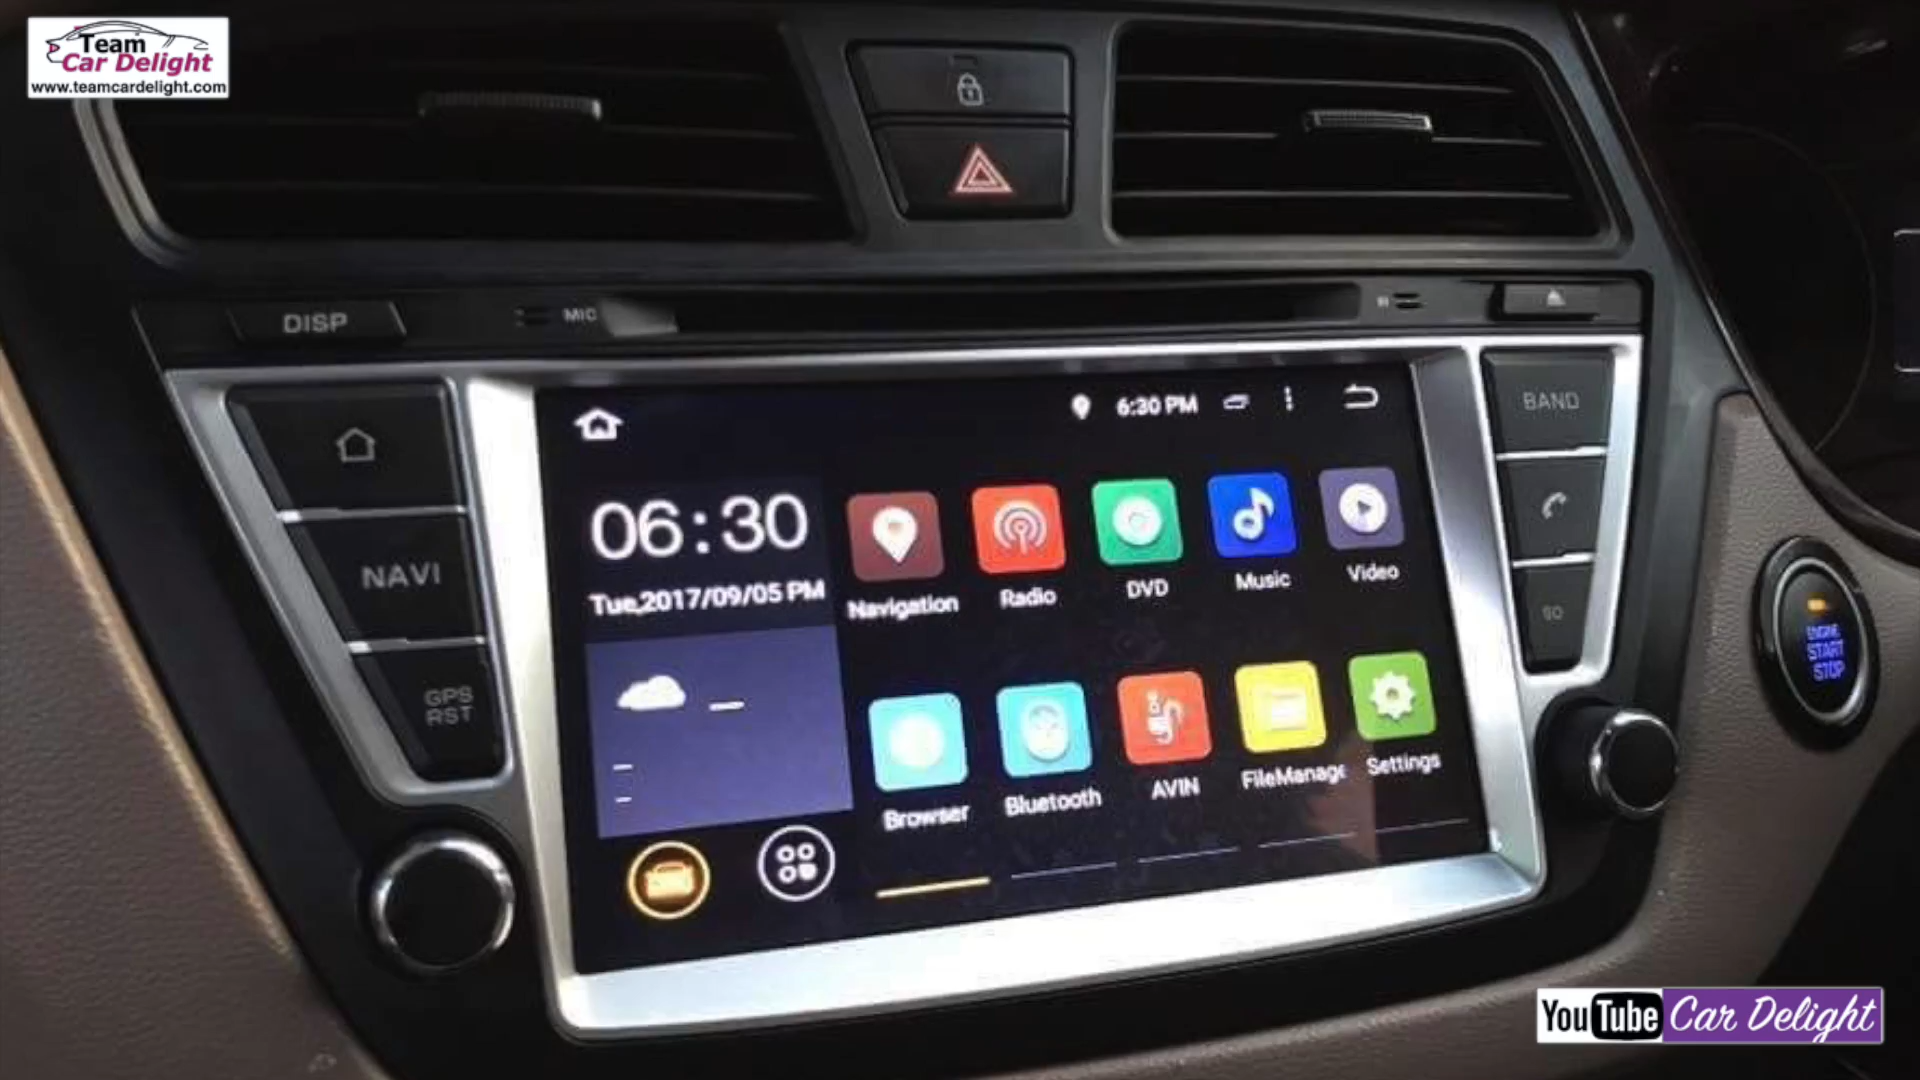 Team
Car Delight
www.teamcardelight.com
DISP
MIC
BAND
6:30 PM
06:30
Tue,2017/09/05 PM
Navigation
Radio
DVD
Music
Video
NAVI
GPS
RST
Browser
Bluetooth
AVIN
FileManage
Settings
ENGINE
START
STOP
YouTube Car Delight